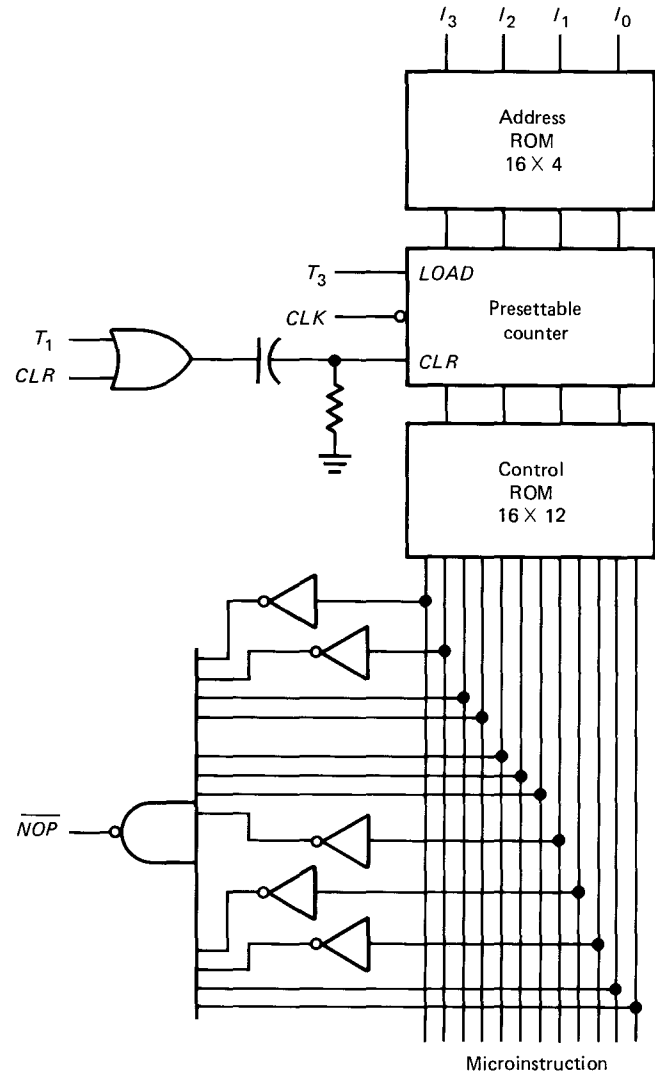 I3 I2 I1 I0
Address
ROM
16 X 4
T3
LOAD
CLK
Presettable
counter
T1
CLR
CLR
Control
ROM
16 X 12
NOP
Microinstruction